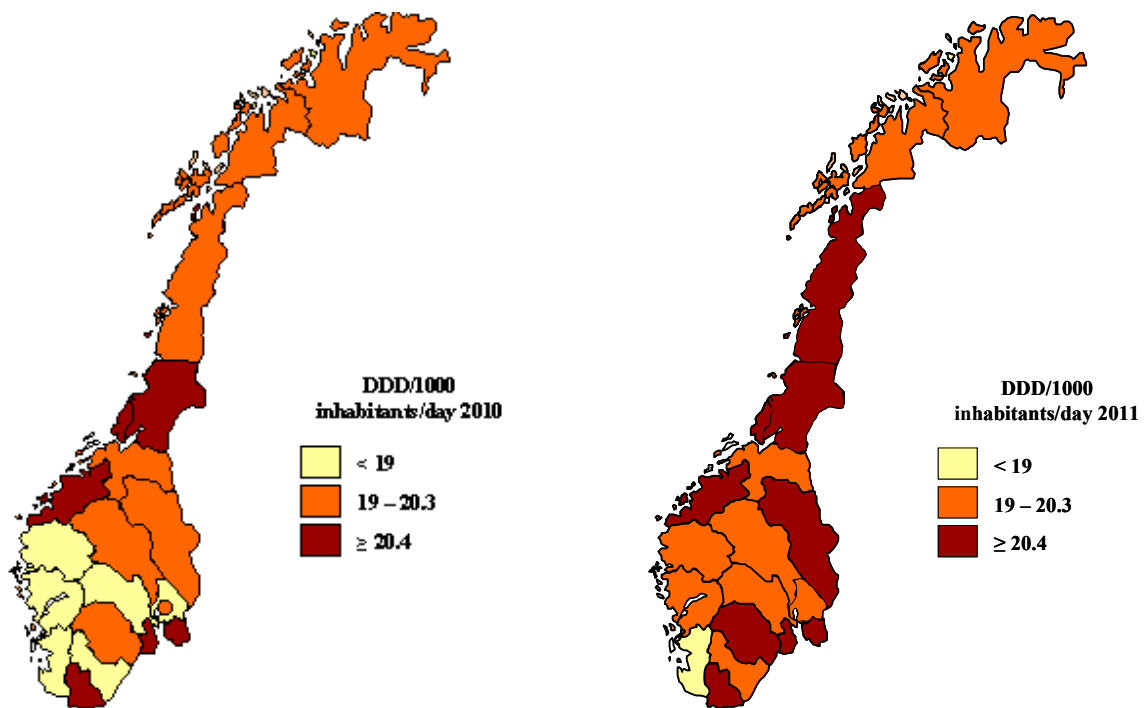 DDD/1000
inhabitants/day 2010
< 19
19 – 20.3
≥ 20.4
DDD/1000
inhabitants/day 2011
< 19
19 – 20.3
≥ 20.4